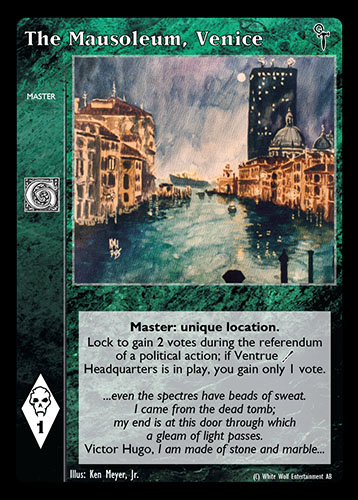 The Mausoleum, Venice
MASTER
Master: unique location.
Lock to gain 2 votes during the referendum
of a political action; if Ventrue
Headquarters is in play, you gain only 1 vote.
...even the spectres have beads of sweat.
I came from the dead tomb;
my end is at this door through which
a gleam of light passes.
Victor Hugo, I am made of stone and marble...
1
Illus: Ken Meyer, Jr.
(C) White Wolf Entertainment AB